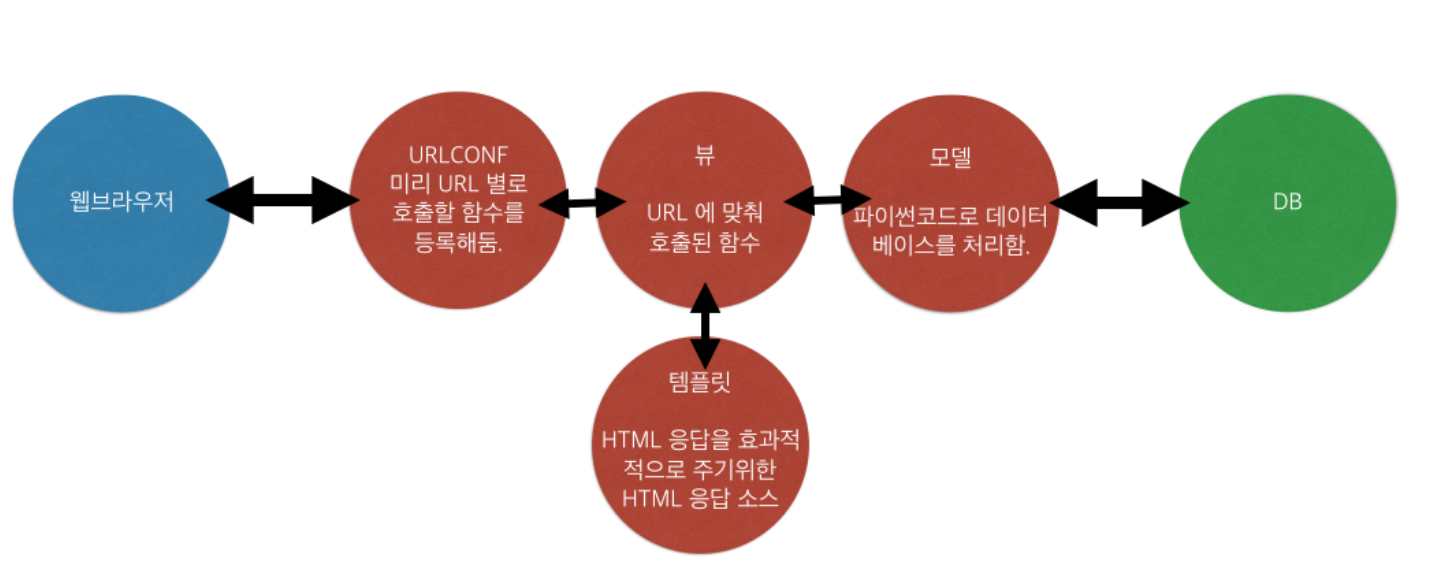 웹브라우저
URLCONF
미리 URL 별로
호출할 함수를
등록해둠.
뷰
URL 에 맞춰
호출된 함수
모델
파이썬코드로 데이터
베이스를 처리함.
DB
템플릿
HTML 응답을 효과적
적으로 주기위한
HTML 응답 소스